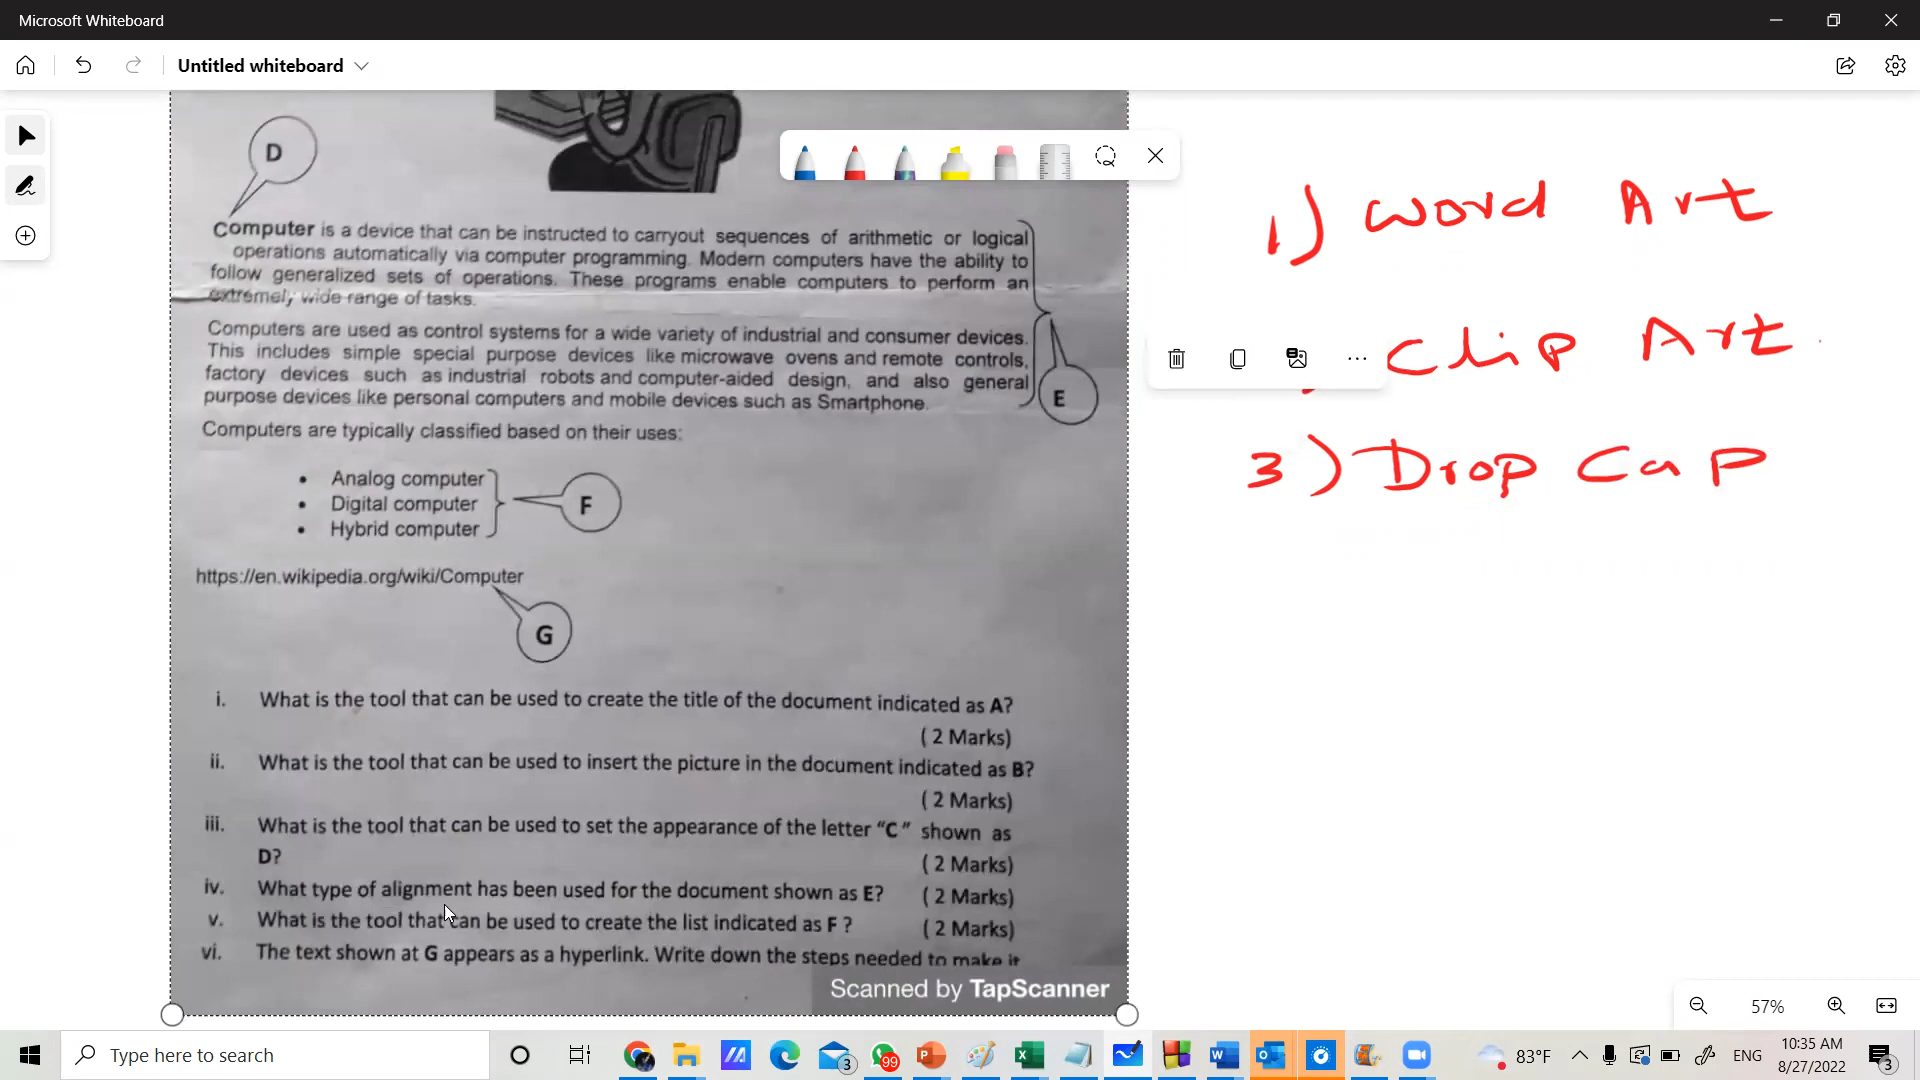 Microsoft Whiteboard
Untitled whiteboard
D
Computer is a device that can be instructed to carryout sequences of arithmetic or logical
operations automatically via computer programming. Modern computers have the ability to
follow generalized sets of operations. These programs enable computers to perform an
extremely wide range of tasks.
Computers are used as control systems for a wide variety of industrial and consumer devices.
This includes simple special purpose devices like microwave ovens and remote controls,
factory devices such as industrial robots and computer-aided design, and also general
purpose devices like personal computers and mobile devices such as Smartphone.
E
Computers are typically classified based on their uses:
• Analog computer
• Digital computer
• Hybrid computer
F
https://en.wikipedia.org/wiki/Computer
G
i. What is the tool that can be used to create the title of the document indicated as A?
( 2 Marks)
ii. What is the tool that can be used to insert the picture in the document indicated as B?
( 2 Marks)
iii. What is the tool that can be used to set the appearance of the letter "C" shown as
D? ( 2 Marks)
iv. What type of alignment has been used for the document shown as E? ( 2 Marks)
v. What is the tool that can be used to create the list indicated as F ? ( 2 Marks)
vi. The text shown at G appears as a hyperlink. Write down the steps needed to make it
Scanned by TapScanner
1) Word Art
Clip Art
3) Drop Cap
57%
Type here to search
3
99
83°F
ENG
10:35 AM
8/27/2022
3